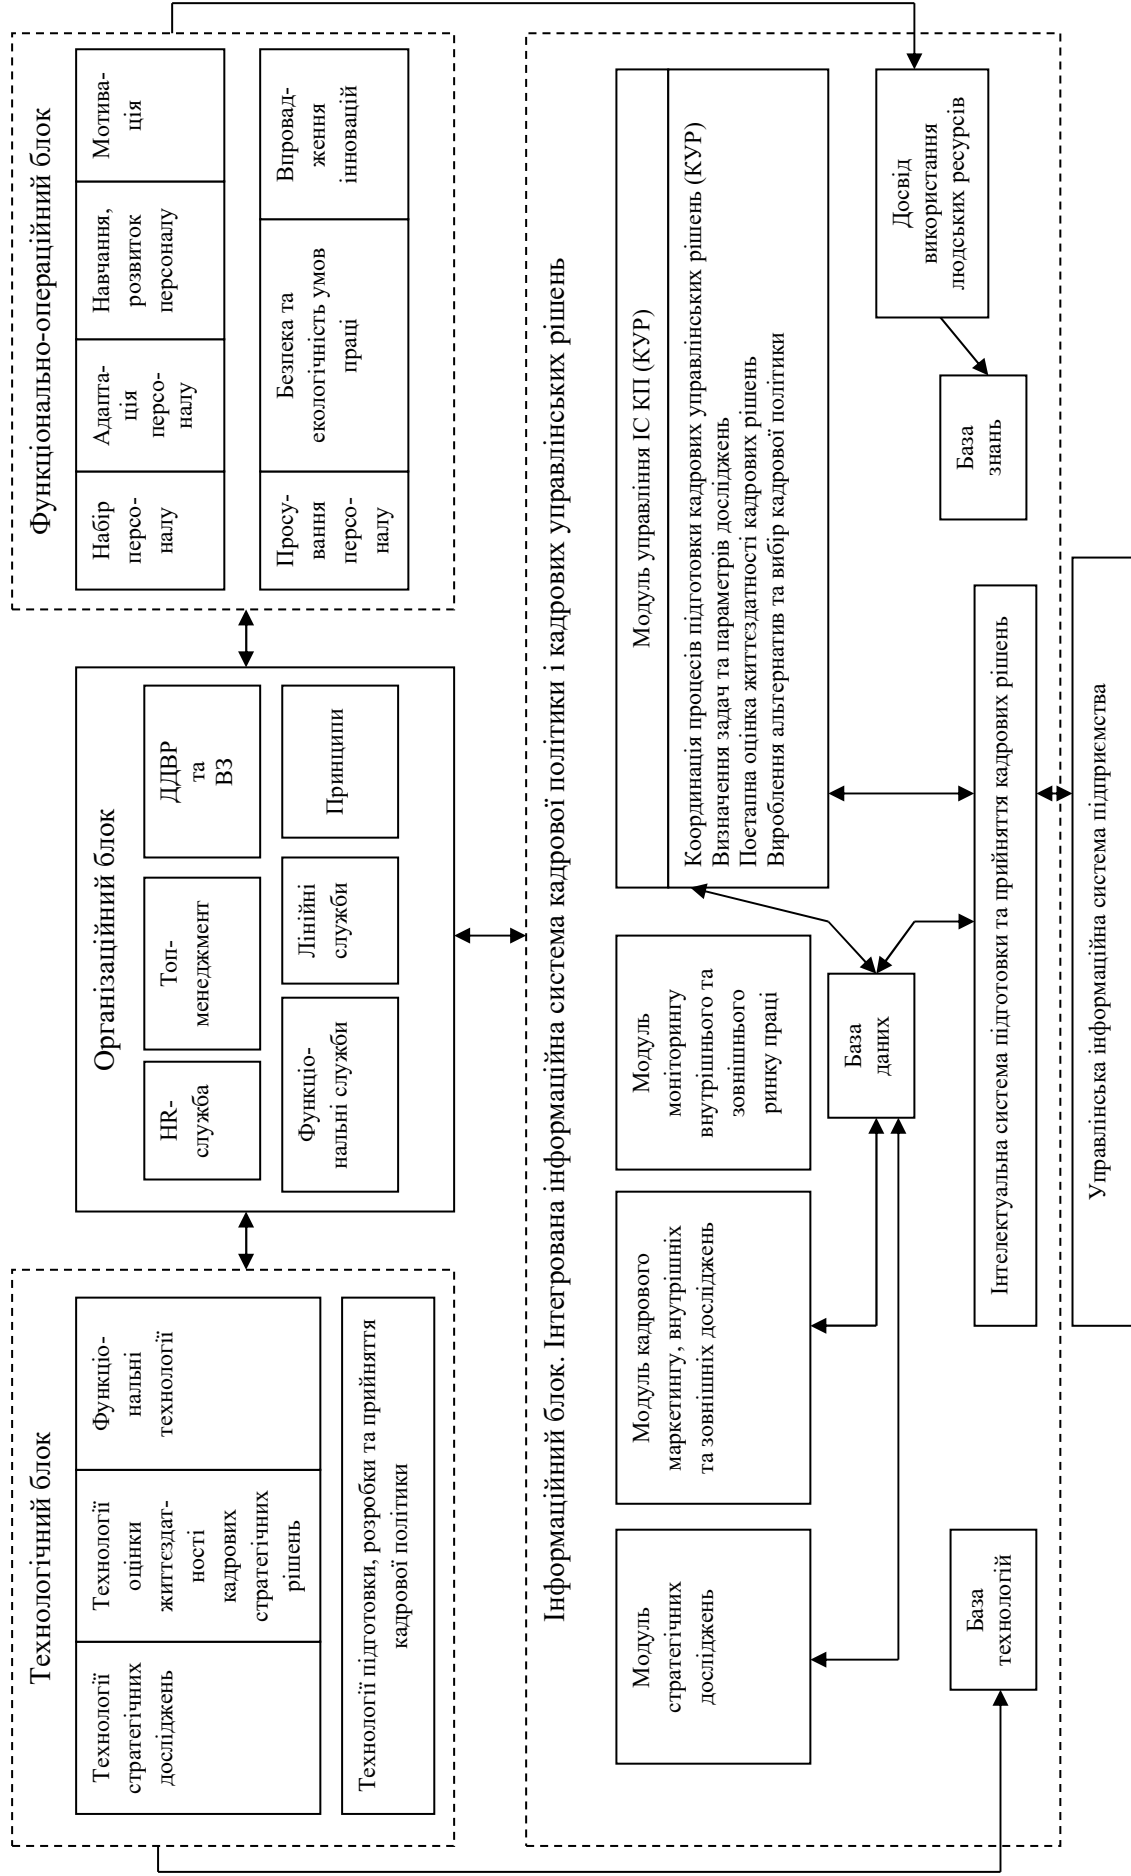 Технологічний блок
Технології
стратегічних
досліджень
Технології
оцінки
життєздат-
ності
кадрових
стратегічних
рішень
Функціо-
нальні
технології
Технології підготовки, розробки та прийняття
кадрової політики
Організаційний блок
HR-
служба
Топ-
менеджмент
ДДВР
та
ВЗ
Функціо-
нальні служби
Лінійні
служби
Принципи
Функціонально-операційний блок
Набір
персо-
налу
Адапта-
ція
персо-
налу
Навчання,
розвиток
персоналу
Мотива-
ція
Просу-
вання
персо-
налу
Безпека та
екологічність умов
праці
Впровад-
ження
інновацій
Інформаційний блок. Інтегрована інформаційна система кадрової політики і кадрових управлінських рішень
Модуль
стратегічних
досліджень
Модуль кадрового
маркетингу, внутрішніх
та зовнішніх досліджень
Модуль
моніторингу
внутрішнього та
зовнішнього
ринку праці
Модуль управління ІС КП (КУР)
Координація процесів підготовки кадрових управлінських рішень (КУР)
Визначення задач та параметрів досліджень
Поетапна оцінка життєздатності кадрових рішень
Вироблення альтернатив та вибір кадрової політики
База
даних
Досвід
використання
людських ресурсів
База
знань
База
технологій
Інтелектуальна система підготовки та прийняття кадрових рішень
Управлінська інформаційна система підприємства